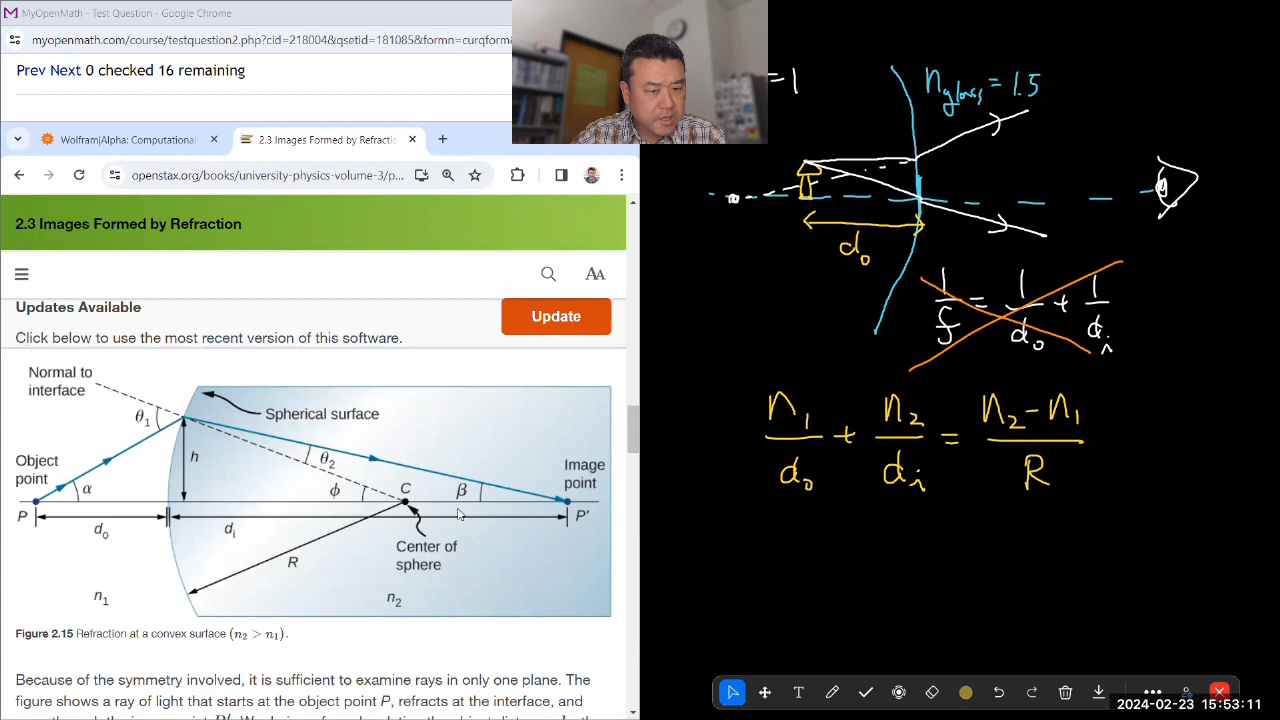 MyOpenMath - Test Question - Google Chrome
myopenmath.com/course/testquestion2.php?cid=218004&qsetid=181085&formn=curqform
Prev Next 0 checked 16 remaining
Wolfram|Alpha: Computational
2.3 Images Formed by Refractio
openstax.org/books/university-physics-volume-3/p
2.3 Images Formed by Refraction
AA
Updates Available
Update
Click below to use the most recent version of this software.
Normal to
interface
θ1
Spherical surface
h
θ2
Object
point
α
ϕ
C
β
Image
point
P
P'
do
di
Center of
sphere
R
n1
n2
Figure 2.15 Refraction at a convex surface (n2 > n1).
Because of the symmetry involved, it is sufficient to examine rays in only one plane. The
figure shows a ray of light that starts at the object point P, refracts at the interface, and
=1
nglass = 1.5
do
1/f = 1/do + 1/di
n1/do + n2/di = (n2 - n1)/R
T
2024-02-23 15:53:11